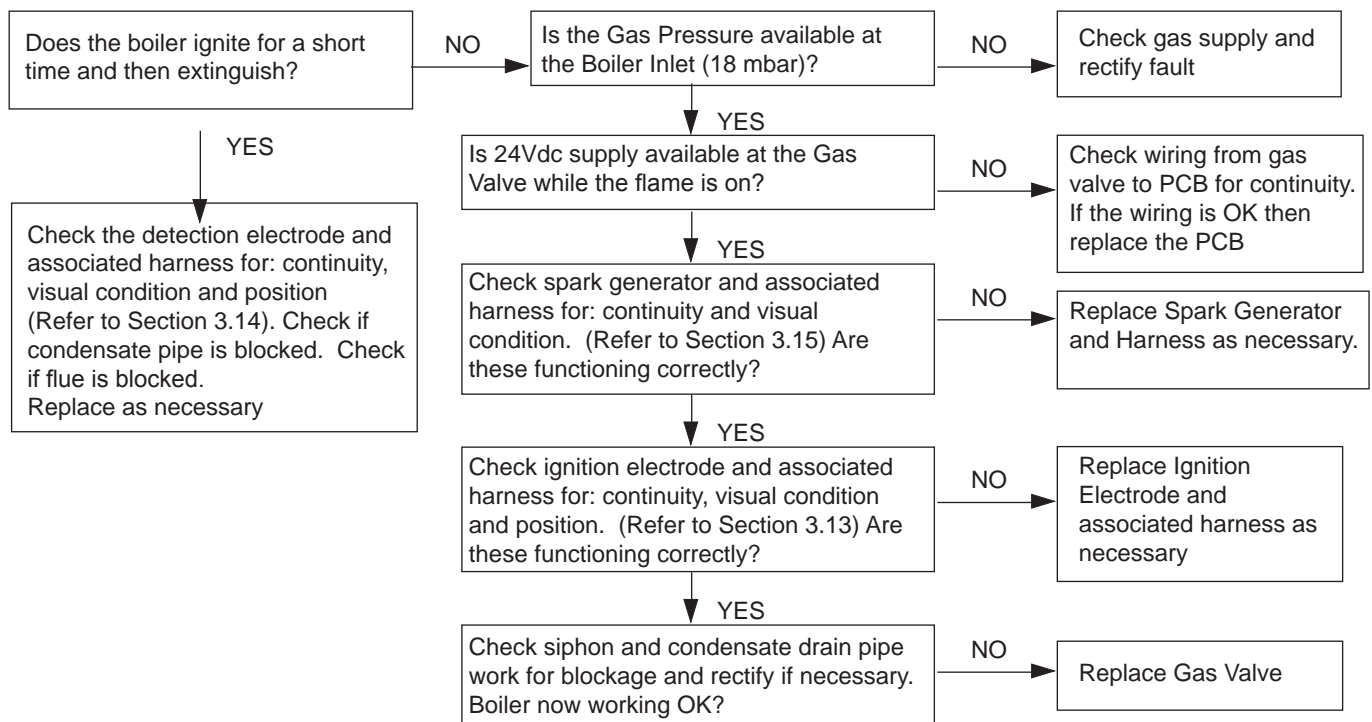 Does the boiler ignite for a short
time and then extinguish?
NO
Is the Gas Pressure available at
the Boiler Inlet (18 mbar)?
NO
Check gas supply and
rectify fault
YES
YES
Is 24Vdc supply available at the Gas
Valve while the flame is on?
NO
Check wiring from gas
valve to PCB for continuity.
If the wiring is OK then
replace the PCB
Check the detection electrode and
associated harness for: continuity,
visual condition and position
(Refer to Section 3.14). Check if
condensate pipe is blocked. Check
if flue is blocked.
Replace as necessary
YES
Check spark generator and associated
harness for: continuity and visual
condition. (Refer to Section 3.15) Are
these functioning correctly?
NO
Replace Spark Generator
and Harness as necessary.
YES
Check ignition electrode and associated
harness for: continuity, visual condition
and position. (Refer to Section 3.13) Are
these functioning correctly?
NO
Replace Ignition
Electrode and
associated harness as
necessary
YES
Check siphon and condensate drain pipe
work for blockage and rectify if necessary.
Boiler now working OK?
NO
Replace Gas Valve